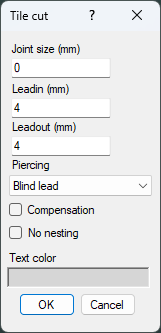 Tile cut ? ×
Joint size (mm)
0
Leadin (mm)
4
Leadout (mm)
4
Piercing
Blind lead
Compensation
No nesting
Text color
OK Cancel